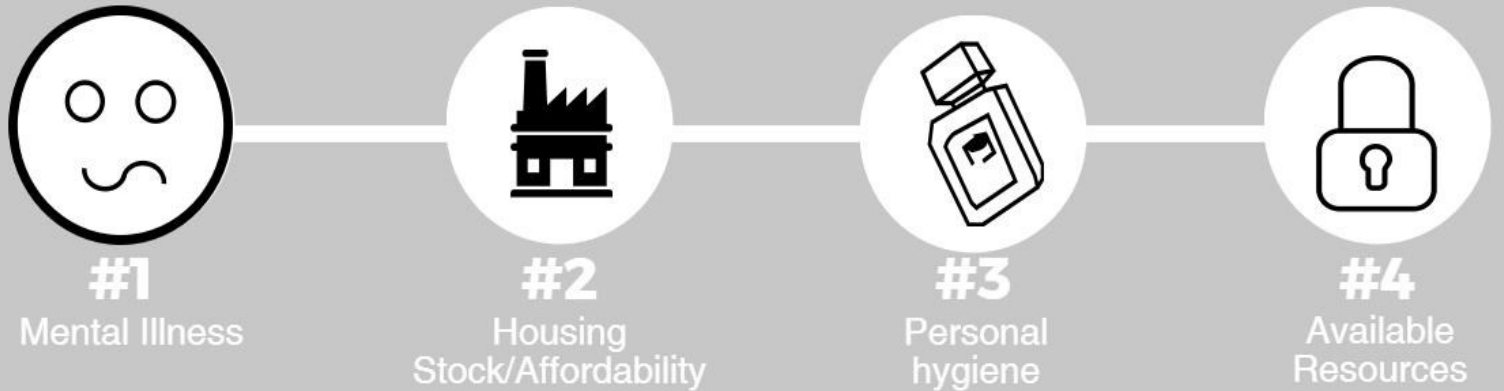 #1
Mental Illness
#2
Housing
Stock/Affordability
#3
Personal
hygiene
#4
Available
Resources